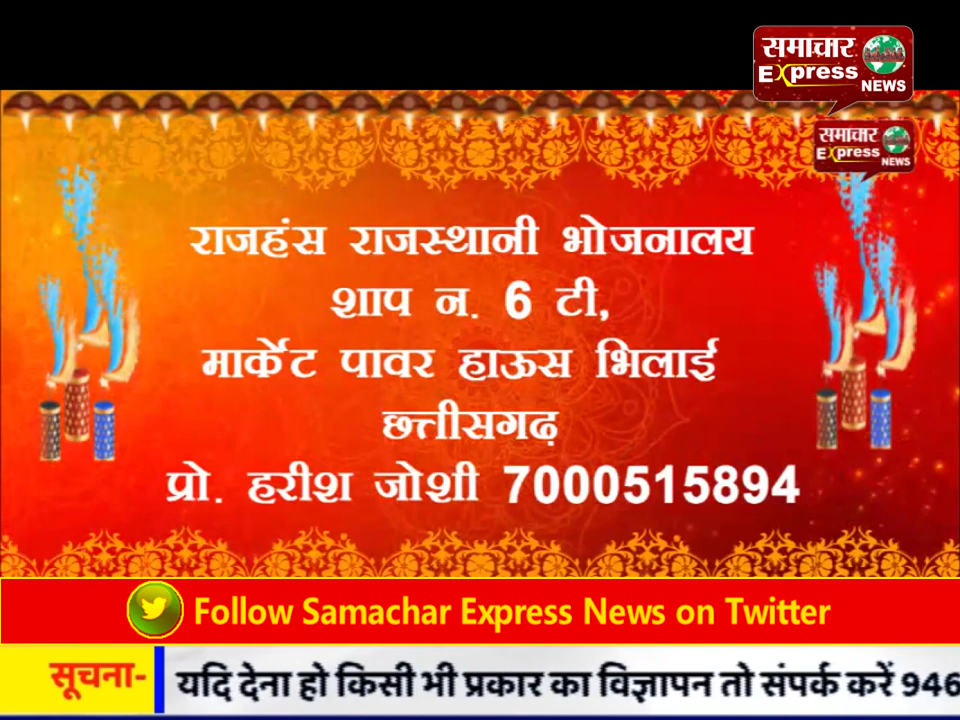 समाचार
Express
NEWS
समाचार
Express
NEWS
राजहंस राजस्थानी भोजनालय
शाप न. 6 टी,
मार्केट पावर हाऊस भिलाई
छत्तीसगढ़
प्रो. हरीश जोशी 7000515894
Follow Samachar Express News on Twitter
सूचना- यदि देना हो किसी भी प्रकार का विज्ञापन तो संपर्क करें 946